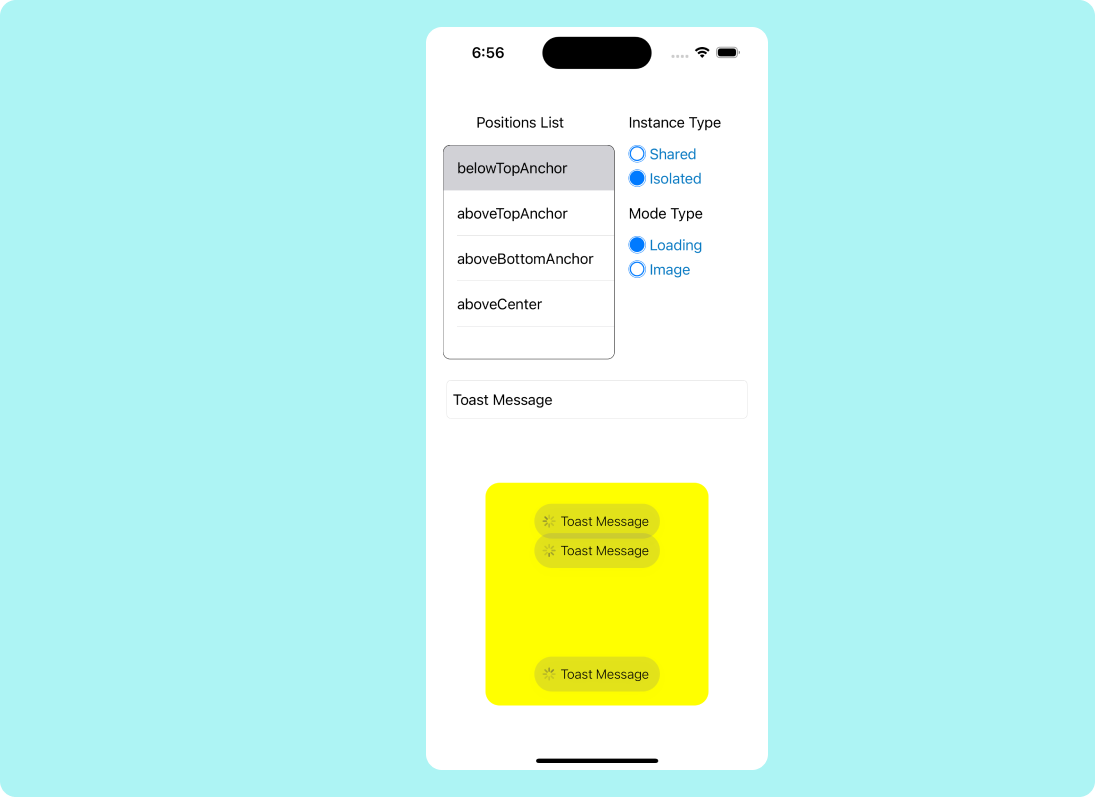 6:56
Positions List
belowTopAnchor
aboveTopAnchor
aboveBottomAnchor
aboveCenter
Instance Type
Shared
Isolated
Mode Type
Loading
Image
Toast Message
Toast Message
Toast Message
Toast Message